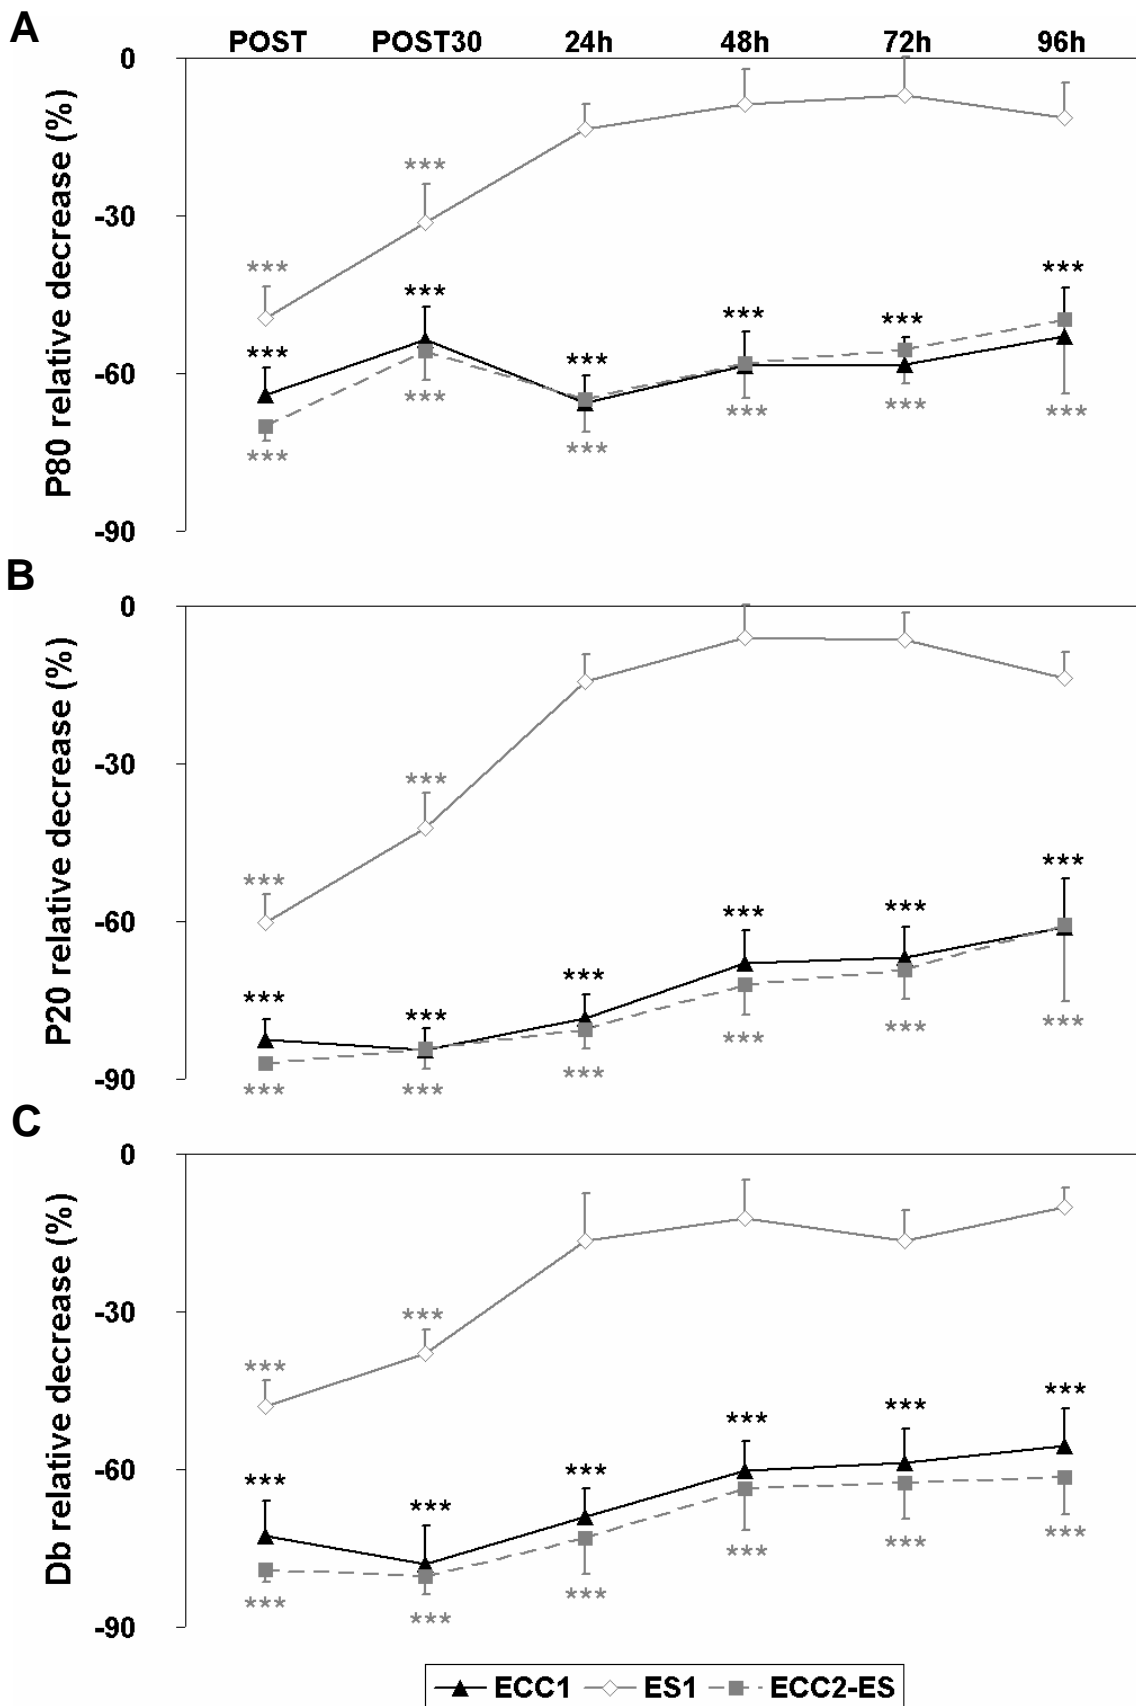 A
POST POST30 24h 48h 72h 96h
0
-30
-60
-90
P80 relative decrease (%)
*** ***
*** *** *** *** *** ***
*** *** *** *** *** ***
B
0
-30
-60
-90
P20 relative decrease (%)
*** ***
*** *** *** *** *** ***
*** *** *** *** *** ***
C
0
-30
-60
-90
Db relative decrease (%)
*** ***
*** *** *** *** *** ***
*** *** *** *** *** ***
ECC1 ES1 ECC2-ES